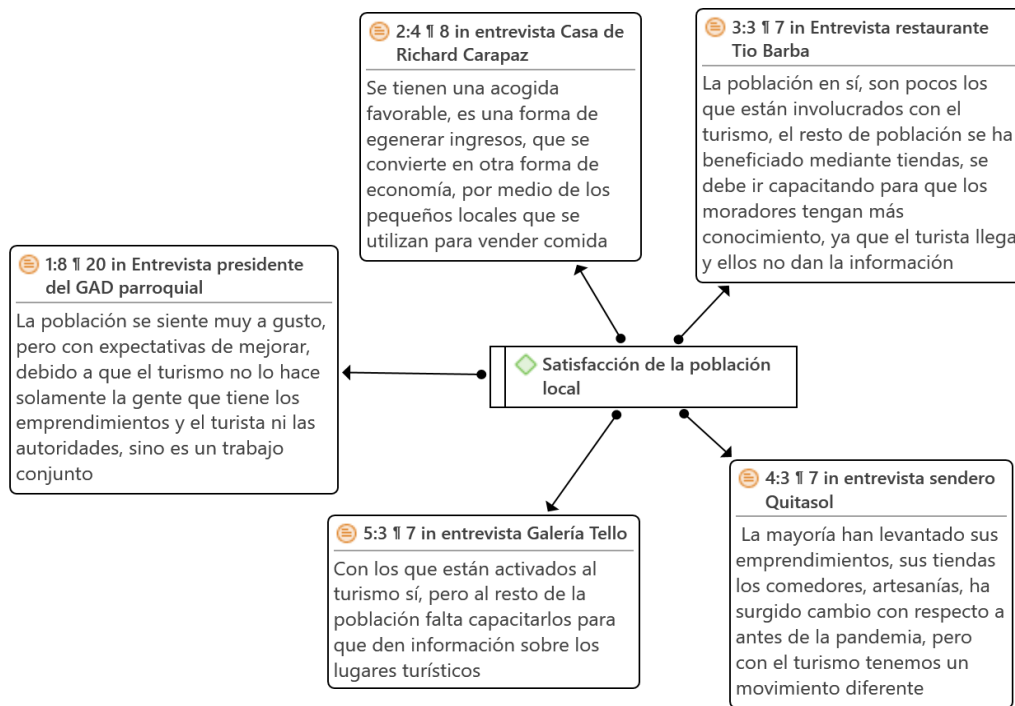 2:4 ¶ 8 in entrevista Casa de
Richard Carapaz
Se tienen una acogida
favorable, es una forma de
egenerar ingresos, que se
convierte en otra forma de
economía, por medio de los
pequeños locales que se
utilizan para vender comida
3:3 ¶ 7 in Entrevista restaurante
Tio Barba
La población en sí, son pocos los
que están involucrados con el
turismo, el resto de población se ha
beneficiado mediante tiendas, se
debe ir capacitando para que los
moradores tengan más
conocimiento, ya que el turista llega
y ellos no dan la información
1:8 ¶ 20 in Entrevista presidente
del GAD parroquial
La población se siente muy a gusto,
pero con expectativas de mejorar,
debido a que el turismo no lo hace
solamente la gente que tiene los
emprendimientos y el turista ni las
autoridades, sino es un trabajo
conjunto
Satisfacción de la población
local
5:3 ¶ 7 in entrevista Galería Tello
Con los que están activados al
turismo sí, pero al resto de la
población falta capacitarlos para
que den información sobre los
lugares turísticos
4:3 ¶ 7 in entrevista sendero
Quitasol
La mayoría han levantado sus
emprendimientos, sus tiendas
los comedores, artesanías, ha
surgido cambio con respecto a
antes de la pandemia, pero
con el turismo tenemos un
movimiento diferente